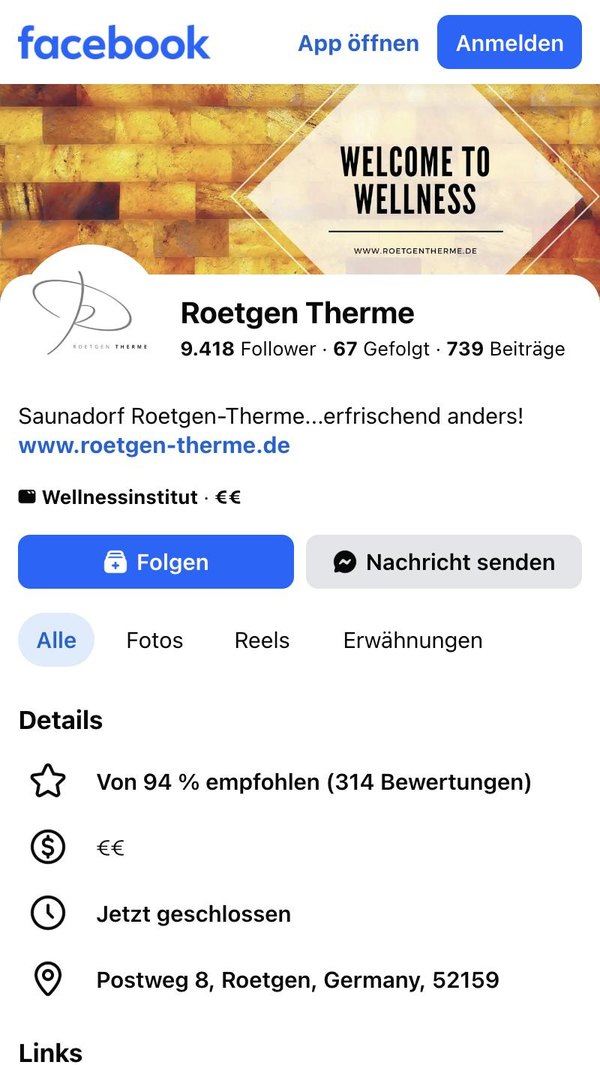 facebook
App öffnen
Anmelden
WELCOME TO
WELLNESS
WWW.ROETGENTHERME.DE
ROETGEN THERME
Roetgen Therme
9.418 Follower · 67 Gefolgt · 739 Beiträge
Saunadorf Roetgen-Therme...erfrischend anders!
www.roetgen-therme.de
Wellnessinstitut · €€
Folgen
Nachricht senden
Alle
Fotos
Reels
Erwähnungen
Details
Von 94 % empfohlen (314 Bewertungen)
€€
Jetzt geschlossen
Postweg 8, Roetgen, Germany, 52159
Links